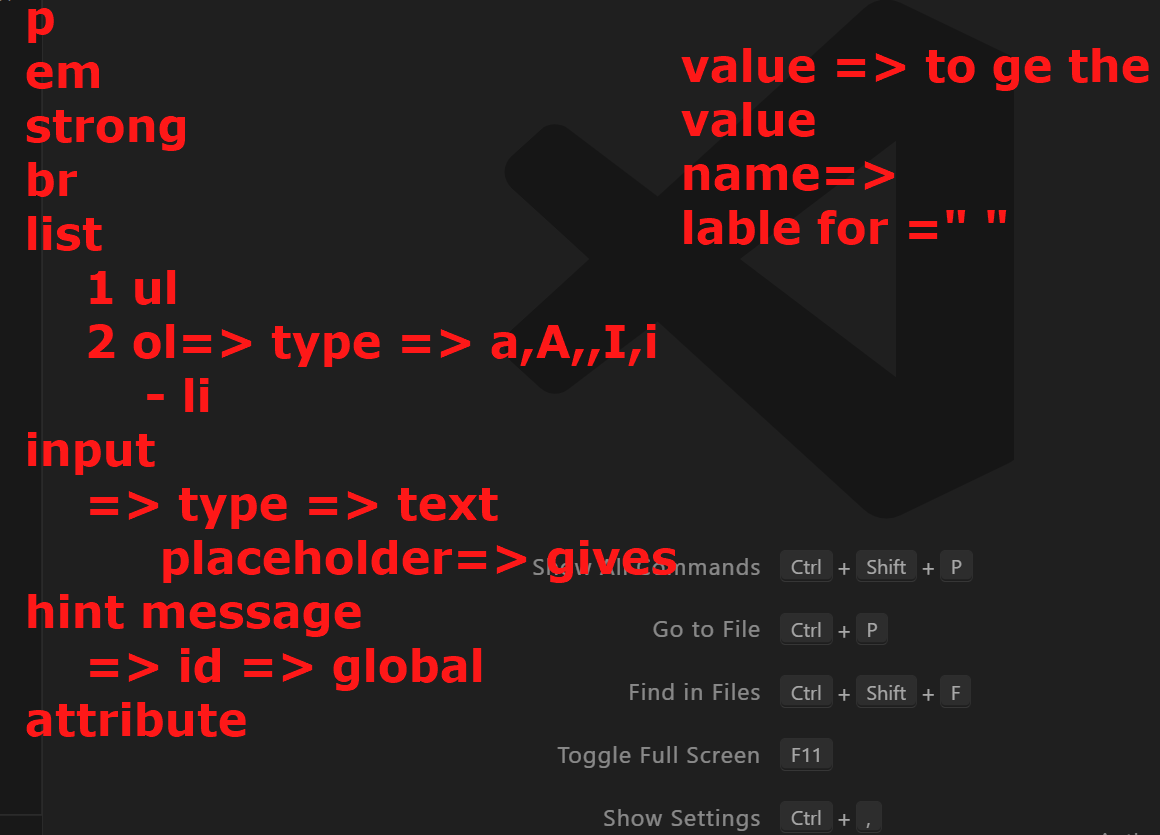 p
em
strong
br
list
1 ul
2 ol=> type => a,A,,I,i
- li
input
=> type => text
placeholder=> gives
hint message
=> id => global
attribute
value => to ge the
value
name=>
lable for =" "
Show All Commands Ctrl + Shift + P
Go to File Ctrl + P
Find in Files Ctrl + Shift + F
Toggle Full Screen F11
Show Settings Ctrl + ,